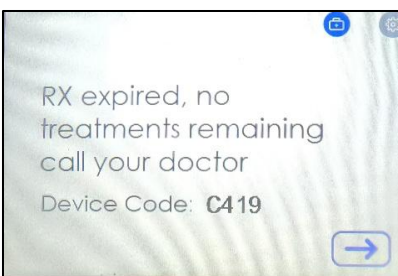 RX expired, no
treatments remaining
call your doctor
Device Code: C419